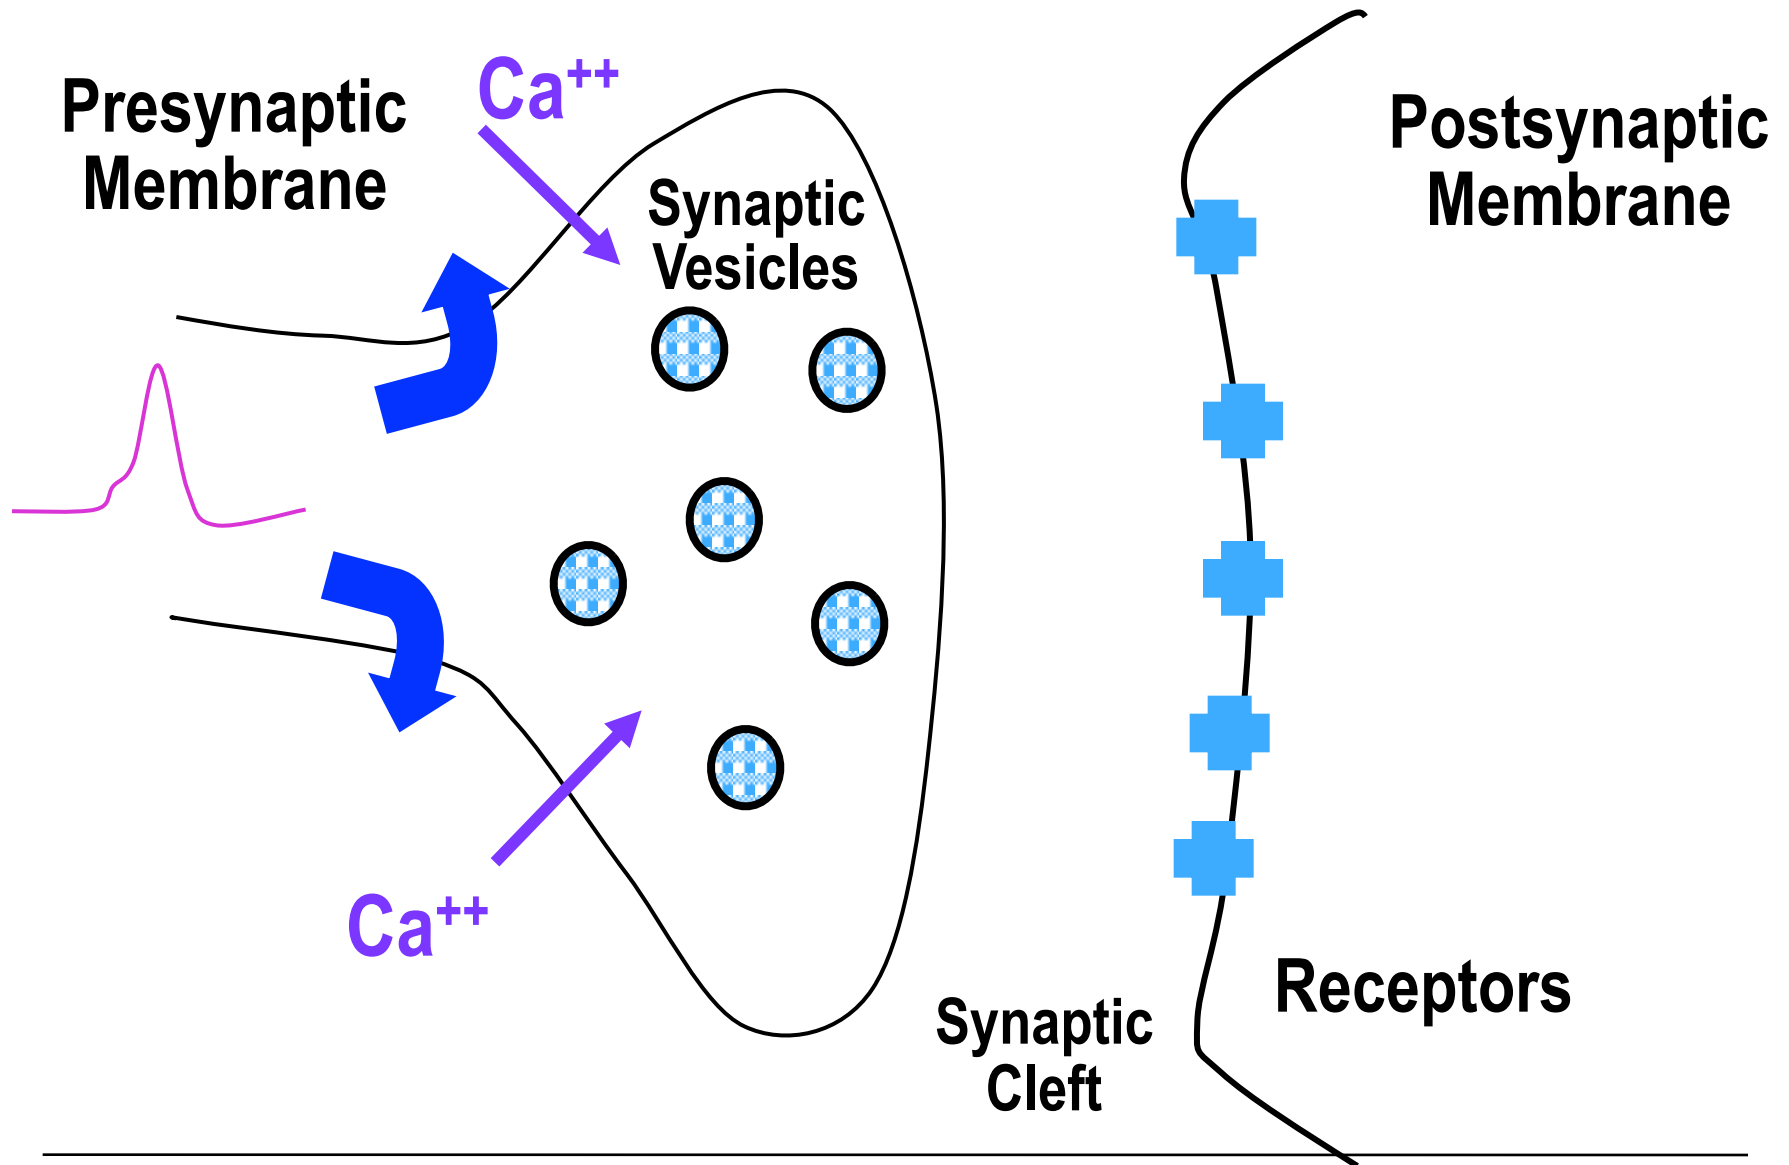 Presynaptic
Membrane
Ca⁺⁺
Synaptic
Vesicles
Postsynaptic
Membrane
Ca⁺⁺
Receptors
Synaptic
Cleft